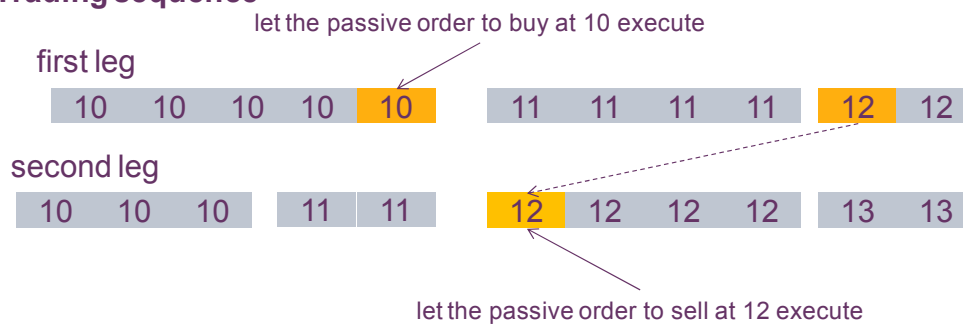 let the passive order to buy at 10 execute
first leg
10 10 10 10 10 11 11 11 11 12 12
second leg
10 10 10 11 11 12 12 12 12 13 13
let the passive order to sell at 12 execute